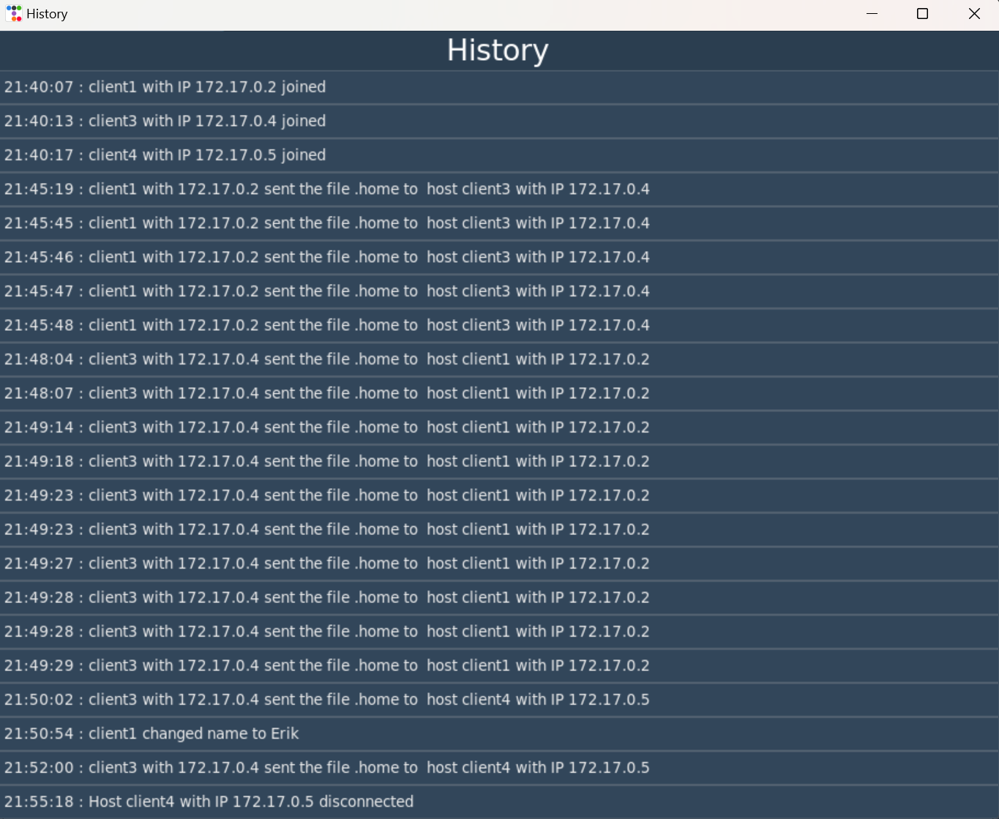 History
History
21:40:07 : client1 with IP 172.17.0.2 joined
21:40:13 : client3 with IP 172.17.0.4 joined
21:40:17 : client4 with IP 172.17.0.5 joined
21:45:19 : client1 with 172.17.0.2 sent the file .home to  host client3 with IP 172.17.0.4
21:45:45 : client1 with 172.17.0.2 sent the file .home to  host client3 with IP 172.17.0.4
21:45:46 : client1 with 172.17.0.2 sent the file .home to  host client3 with IP 172.17.0.4
21:45:47 : client1 with 172.17.0.2 sent the file .home to  host client3 with IP 172.17.0.4
21:45:48 : client1 with 172.17.0.2 sent the file .home to  host client3 with IP 172.17.0.4
21:48:04 : client3 with 172.17.0.4 sent the file .home to  host client1 with IP 172.17.0.2
21:48:07 : client3 with 172.17.0.4 sent the file .home to  host client1 with IP 172.17.0.2
21:49:14 : client3 with 172.17.0.4 sent the file .home to  host client1 with IP 172.17.0.2
21:49:18 : client3 with 172.17.0.4 sent the file .home to  host client1 with IP 172.17.0.2
21:49:23 : client3 with 172.17.0.4 sent the file .home to  host client1 with IP 172.17.0.2
21:49:23 : client3 with 172.17.0.4 sent the file .home to  host client1 with IP 172.17.0.2
21:49:27 : client3 with 172.17.0.4 sent the file .home to  host client1 with IP 172.17.0.2
21:49:28 : client3 with 172.17.0.4 sent the file .home to  host client1 with IP 172.17.0.2
21:49:28 : client3 with 172.17.0.4 sent the file .home to  host client1 with IP 172.17.0.2
21:49:29 : client3 with 172.17.0.4 sent the file .home to  host client1 with IP 172.17.0.2
21:50:02 : client3 with 172.17.0.4 sent the file .home to  host client4 with IP 172.17.0.5
21:50:54 : client1 changed name to Erik
21:52:00 : client3 with 172.17.0.4 sent the file .home to  host client4 with IP 172.17.0.5
21:55:18 : Host client4 with IP 172.17.0.5 disconnected